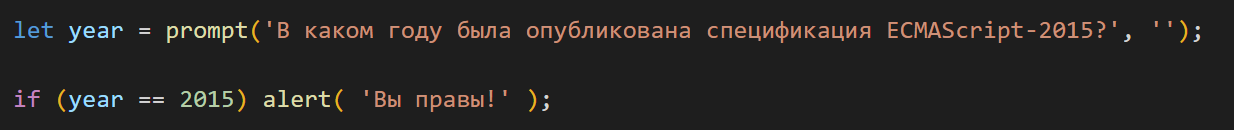 let year = prompt('В каком году была опубликована спецификация ECMAScript-2015?', '');
if (year == 2015) alert( 'Вы правы!' );